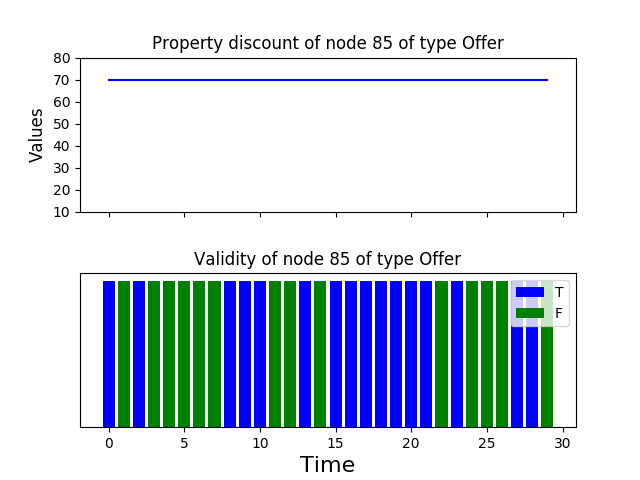 Property discount of node 85 of type Offer
80
70
60
50
40
30
20
10
Values
Validity of node 85 of type Offer
T
F
0 5 10 15 20 25 30
Time